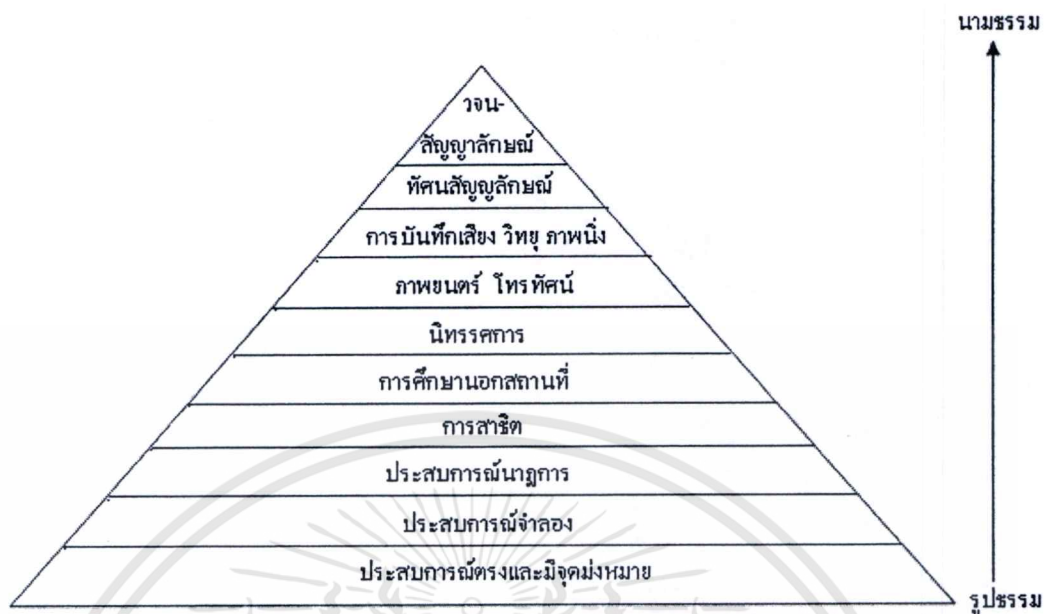 นามธรรม
วจน-
สัญญาลักษณ์
ทัศนสัญญลักษณ์
การบันทึกเสียง วิทยุ ภาพนิ่ง
ภาพยนตร์ โทรทัศน์
นิทรรศการ
การศึกษานอกสถานที่
การสาธิต
ประสบการณ์นาฏการ
ประสบการณ์จำลอง
ประสบการณ์ตรงและมีจุดม่งหมาย
รูปธรรม